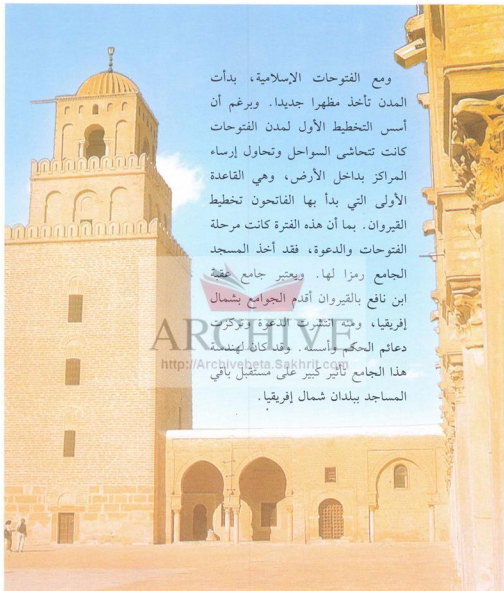 ومع الفتوحات الإسلامية، بدأت
المدن تأخذ مظهرا جديدا. وبرغم أن
أسس التخطيط الأول لمدن الفتوحات
كانت تتحاشى السواحل وتحاول إرساء
المراكز بداخل الأرض، وهي القاعدة
الأولى التي بدأ بها الفاتحون تخطيط
القيروان. بما أن هذه الفترة كانت مرحلة
الفتوحات والدعوة، فقد أخذ المسجد
الجامع رمزا لها. ويعتبر جامع عقبة
ابن نافع بالقيروان أقدم الجوامع بشمال
إفريقيا، ومنه انتشرت الدعوة وتركزت
دعائم الحكم وأسسه. وقد كان لهندسة
هذا الجامع تأثير كبير على مستقبل باقي
المساجد ببلدان شمال إفريقيا.
ARCHIVE
http://Archivebeta.Sakhrit.com